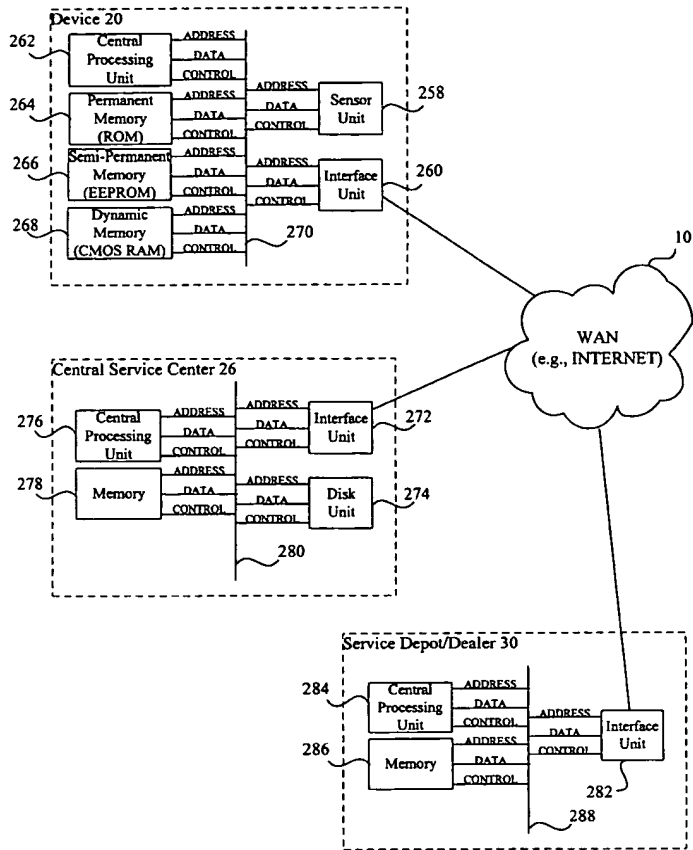 Device 20
262
Central
Processing
Unit
ADDRESS
DATA
CONTROL
264
Permanent
Memory
(ROM)
ADDRESS
DATA
CONTROL
266
Semi-Permanent
Memory
(EEPROM)
ADDRESS
DATA
CONTROL
268
Dynamic
Memory
(CMOS RAM)
ADDRESS
DATA
CONTROL
270
ADDRESS
DATA
CONTROL
Sensor
Unit
258
ADDRESS
DATA
CONTROL
Interface
Unit
260
10
WAN
(e.g., INTERNET)
Central Service Center 26
276
Central
Processing
Unit
ADDRESS
DATA
CONTROL
278
Memory
ADDRESS
DATA
CONTROL
ADDRESS
DATA
CONTROL
Interface
Unit
272
ADDRESS
DATA
CONTROL
Disk
Unit
274
280
Service Depot/Dealer 30
284
Central
Processing
Unit
ADDRESS
DATA
CONTROL
286
Memory
ADDRESS
DATA
CONTROL
ADDRESS
DATA
CONTROL
Interface
Unit
282
288